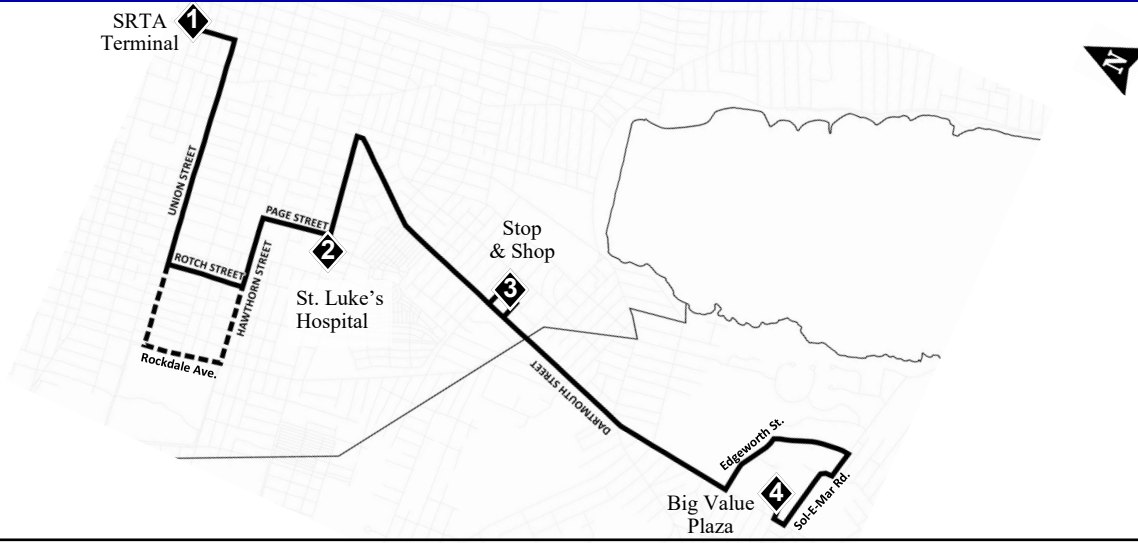 SRTA
Terminal
1
N
UNION STREET
PAGE STREET
2
ROTCH STREET
HAWTHORN STREET
Stop
& Shop
3
St. Luke's
Hospital
Rockdale Ave.
DARTMOUTH STREET
Edgeworth St.
4
Big Value
Plaza
Sol-E-Mar Rd.